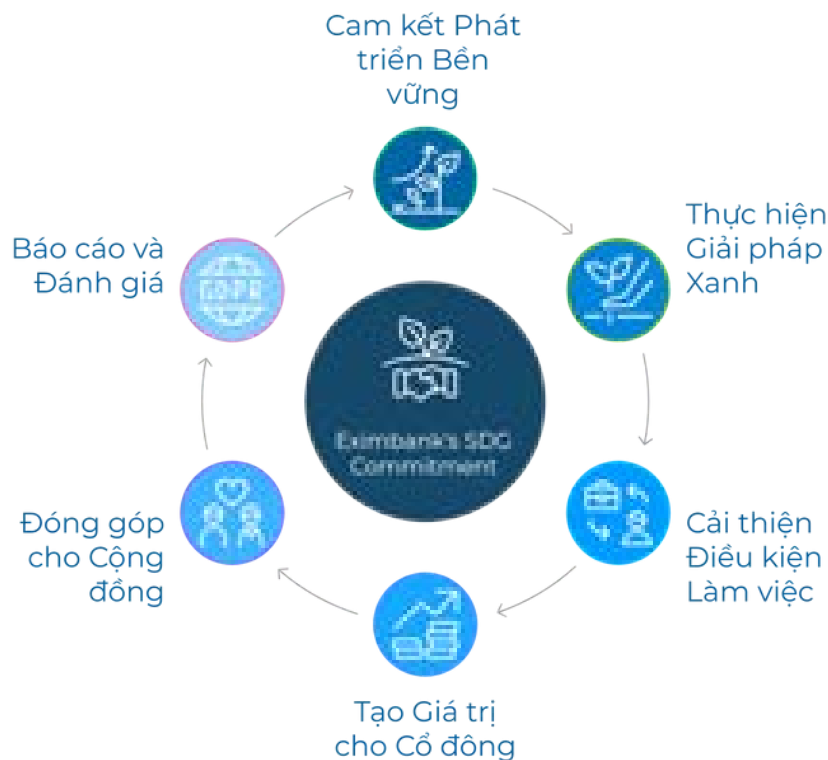 Cam kết Phát
triển Bền
vững
Thực hiện
Giải pháp
Xanh
Cải thiện
Điều kiện
Làm việc
Tạo Giá trị
cho Cổ đông
Đóng góp
cho Cộng
đồng
Báo cáo và
Đánh giá
Eximbank's SDG
Commitment